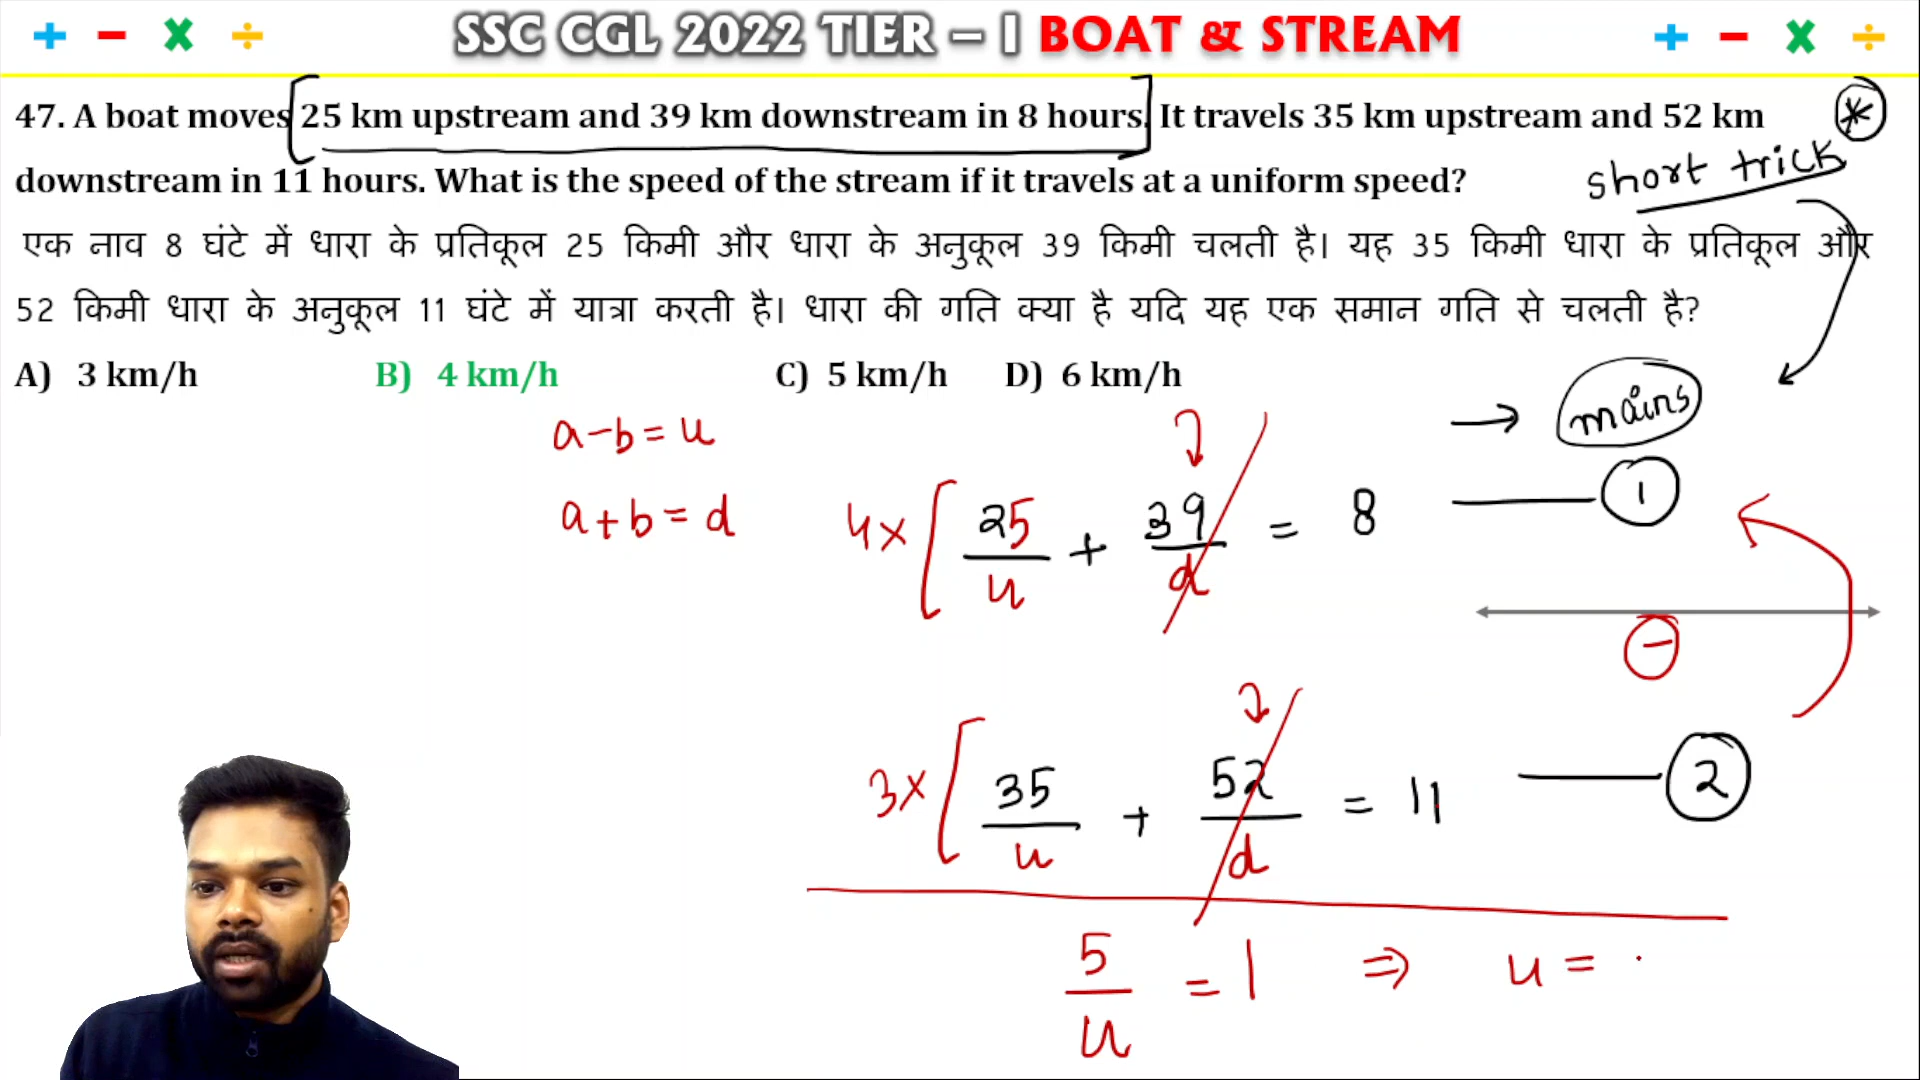 + − × ÷ SSC CGL 2022 TIER – I BOAT & STREAM + − × ÷
47. A boat moves 25 km upstream and 39 km downstream in 8 hours. It travels 35 km upstream and 52 km
downstream in 11 hours. What is the speed of the stream if it travels at a uniform speed?
*
short trick
एक नाव 8 घंटे में धारा के प्रतिकूल 25 किमी और धारा के अनुकूल 39 किमी चलती है। यह 35 किमी धारा के प्रतिकूल और
52 किमी धारा के अनुकूल 11 घंटे में यात्रा करती है। धारा की गति क्या है यदि यह एक समान गति से चलती है?
A) 3 km/h B) 4 km/h C) 5 km/h D) 6 km/h
→ mains
a-b = u
a+b = d
4x [ 25/u + 39/d = 8 — 1
−
3x [ 35/u + 52/d = 11 — 2
5/u = 1 ⇒ u =